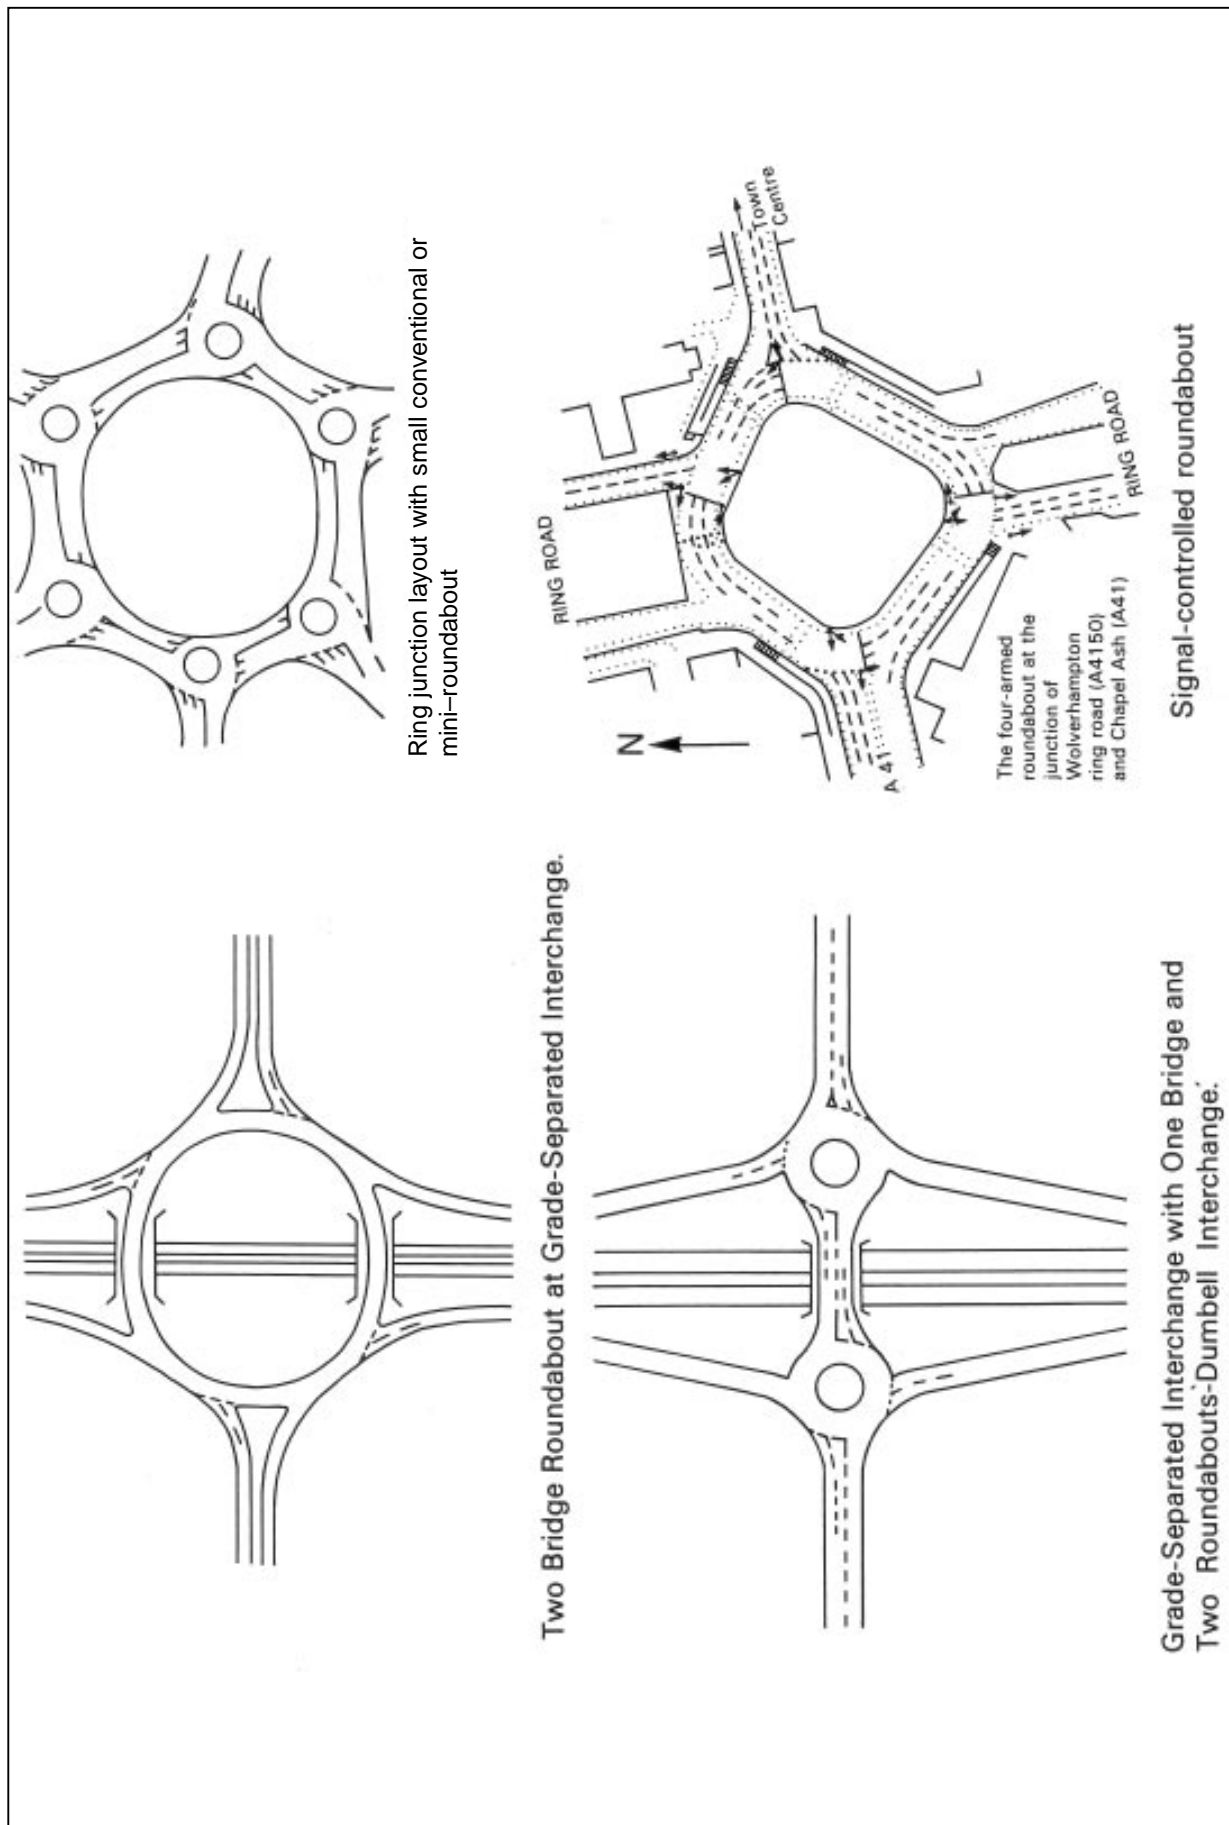 Two Bridge Roundabout at Grade-Separated Interchange.
Ring junction layout with small conventional or
mini–roundabout
Grade-Separated Interchange with One Bridge and
Two Roundabouts-Dumbell Interchange.
RING ROAD
N
A 41
Town
Centre
RING ROAD
The four-armed
roundabout at the
junction of
Wolverhampton
ring road (A4150)
and Chapel Ash (A41)
Signal-controlled roundabout